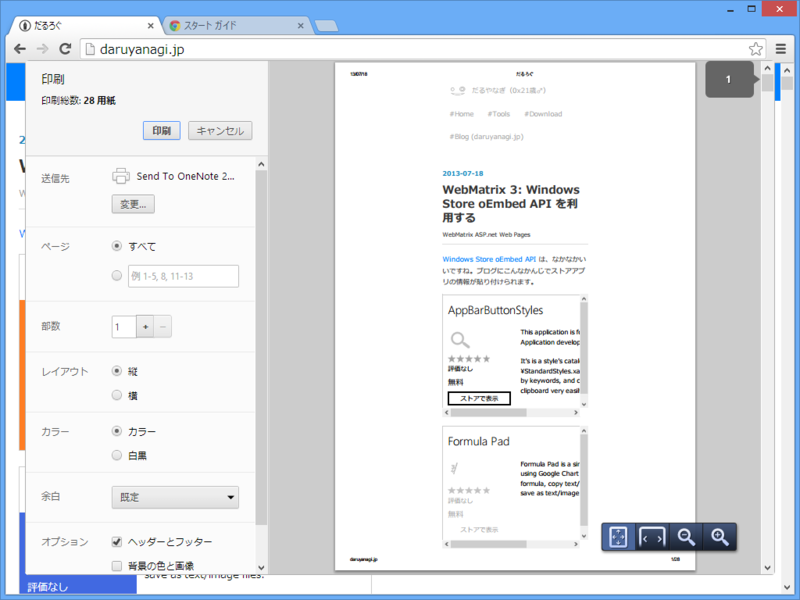 だるろぐ
スタート ガイド
daruyanagi.jp
印刷
印刷総数: 28 用紙
印刷
キャンセル
送信先
Send To OneNote 2...
変更...
ページ
すべて
例 1-5, 8, 11-13
部数
1
+
−
レイアウト
縦
横
カラー
カラー
白黒
余白
既定
オプション
ヘッダーとフッター
背景の色と画像
13/07/18
だるろぐ
だるやなぎ (0x21歳♂)
#Home #Tools #Download
#Blog (daruyanagi.jp)
2013-07-18
WebMatrix 3: Windows
Store oEmbed API を利
用する
WebMatrix ASP.net Web Pages
Windows Store oEmbed API は、なかなかい
いですね。ブログにこんなかんじでストアアプ
リの情報が貼り付けられます。
AppBarButtonStyles
This application is f
Application develop
It's is a style's catal
¥StandardStyles.xa
by keywords, and c
clipboard very easil
★★★★★
評価なし
無料
ストアで表示
Formula Pad
Formula Pad is a sir
using Google Chart
formula, copy text/
save as text/image
★★★★★
評価なし
無料
ストアで表示
daruyanagi.jp
1/28
1
save as text/image files.
評価なし